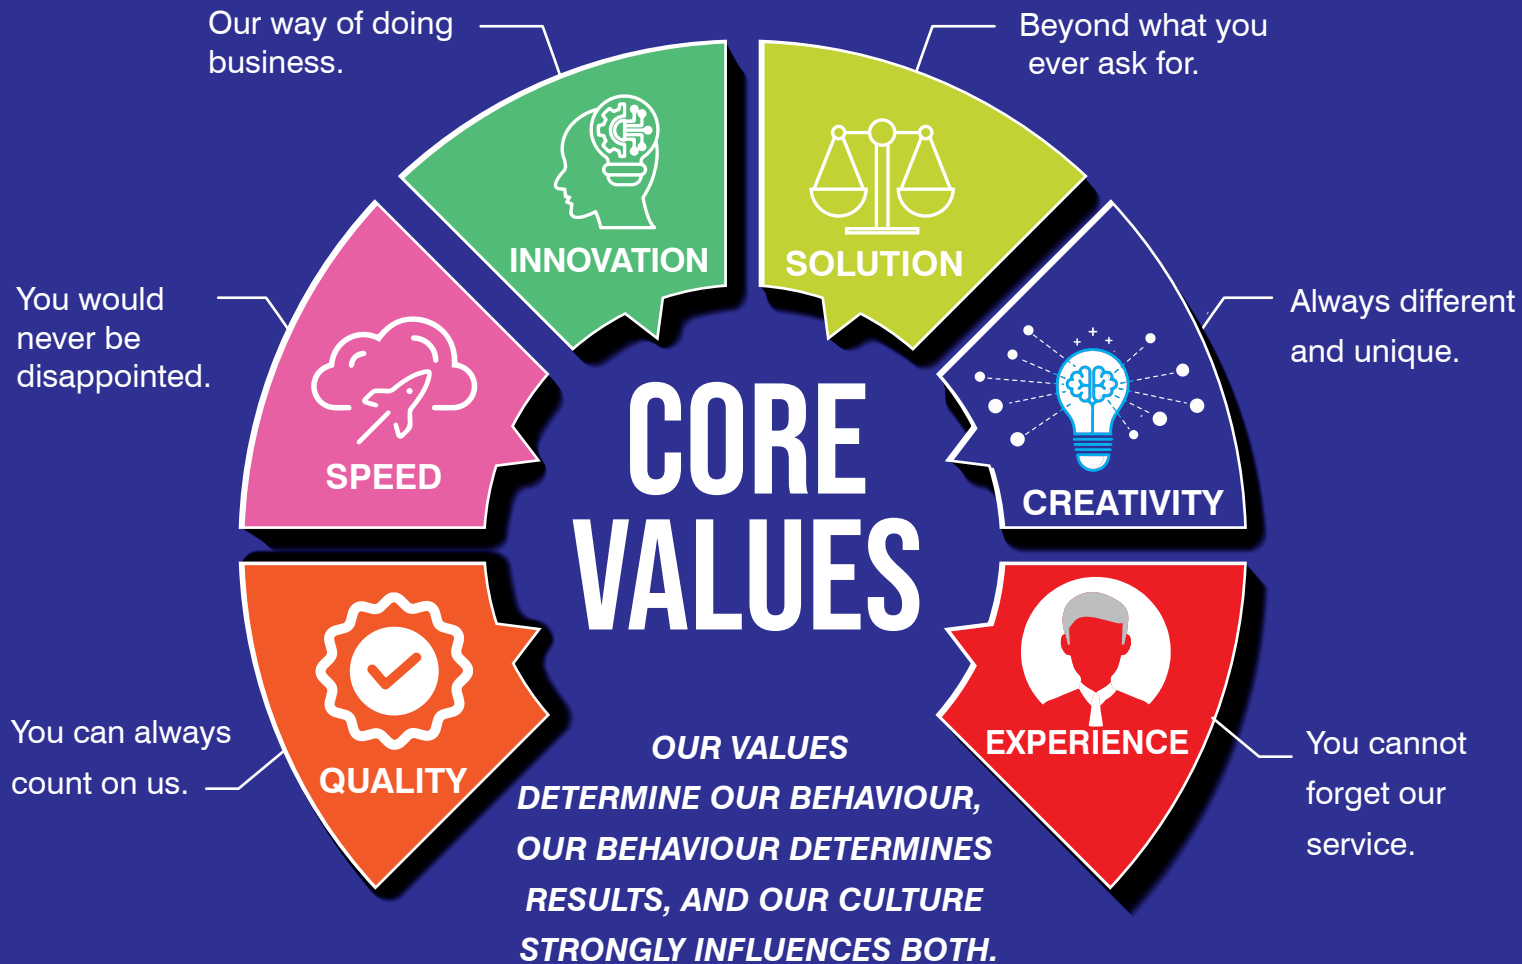 Our way of doing
business.
Beyond what you
ever ask for.
INNOVATION
SOLUTION
You would
never be
disappointed.
SPEED
Always different
and unique.
CREATIVITY
CORE
VALUES
You can always
count on us.
QUALITY
EXPERIENCE
You cannot
forget our
service.
OUR VALUES
DETERMINE OUR BEHAVIOUR,
OUR BEHAVIOUR DETERMINES
RESULTS, AND OUR CULTURE
STRONGLY INFLUENCES BOTH.